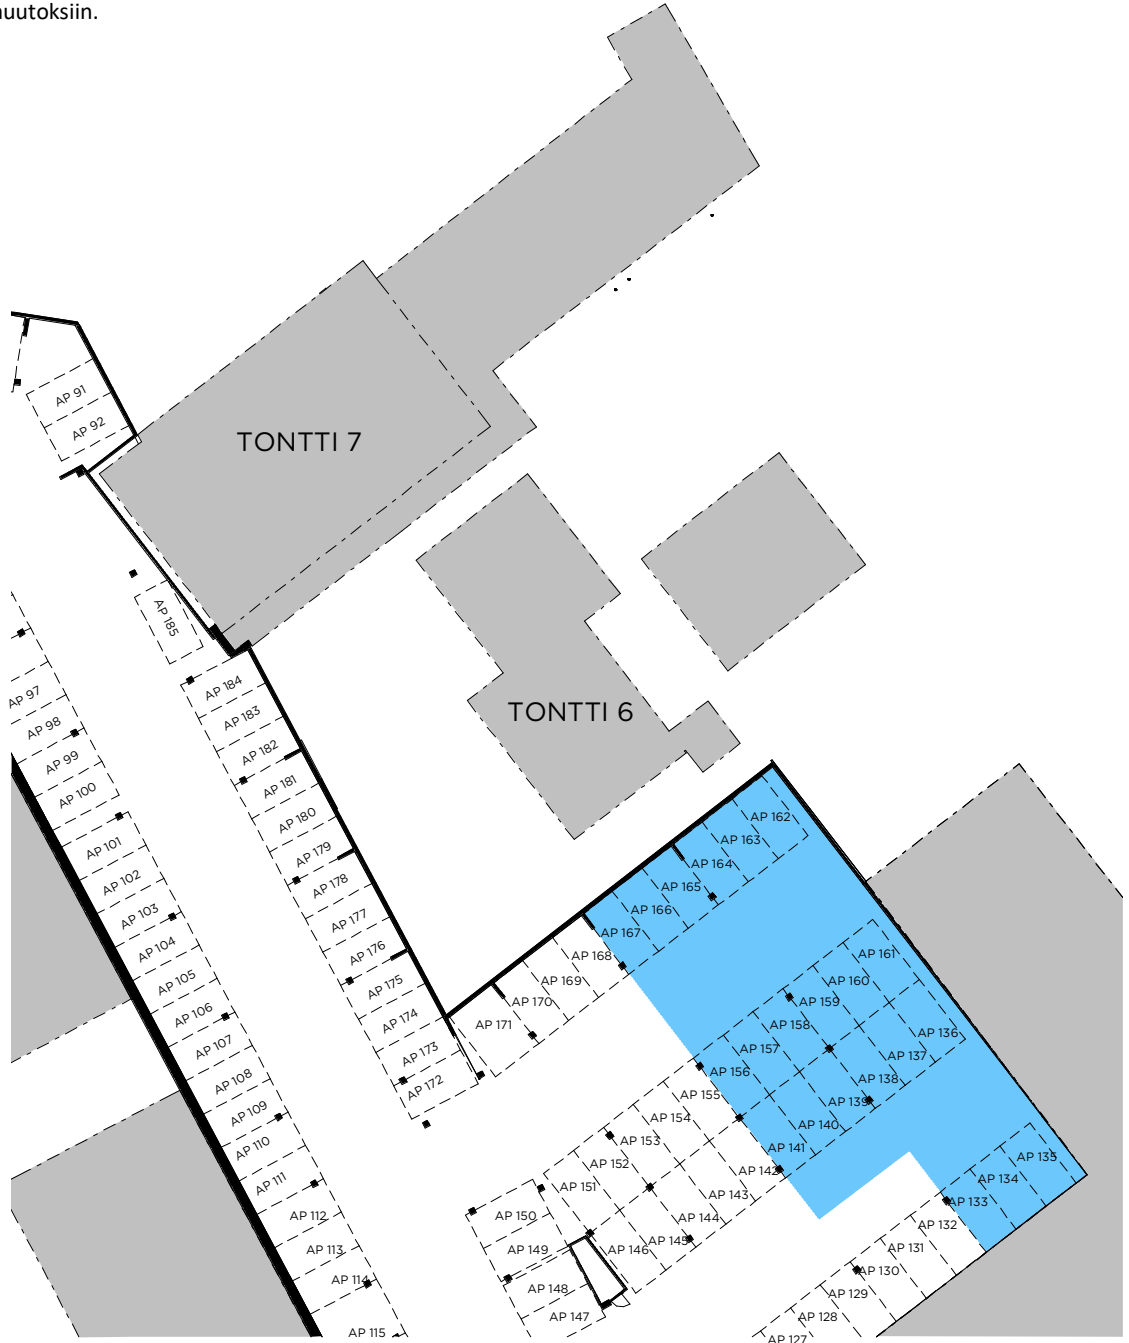 muutoksiin.
AP 91
AP 92
TONTTI 7
AP 185
AP 184
AP 183
AP 182
AP 181
AP 180
AP 179
AP 178
AP 177
AP 176
AP 175
AP 174
AP 173
AP 172
AP 97
AP 98
AP 99
AP 100
AP 101
AP 102
AP 103
AP 104
AP 105
AP 106
AP 107
AP 108
AP 109
AP 110
AP 111
AP 112
AP 113
AP 114
AP 115
TONTTI 6
AP 162
AP 163
AP 164
AP 165
AP 166
AP 167
AP 168
AP 169
AP 170
AP 171
AP 161
AP 160
AP 159
AP 158
AP 157
AP 156
AP 155
AP 154
AP 153
AP 152
AP 151
AP 150
AP 149
AP 148
AP 147
AP 136
AP 137
AP 138
AP 139
AP 140
AP 141
AP 142
AP 143
AP 144
AP 145
AP 146
AP 135
AP 134
AP 133
AP 132
AP 131
AP 130
AP 129
AP 128
AP 127